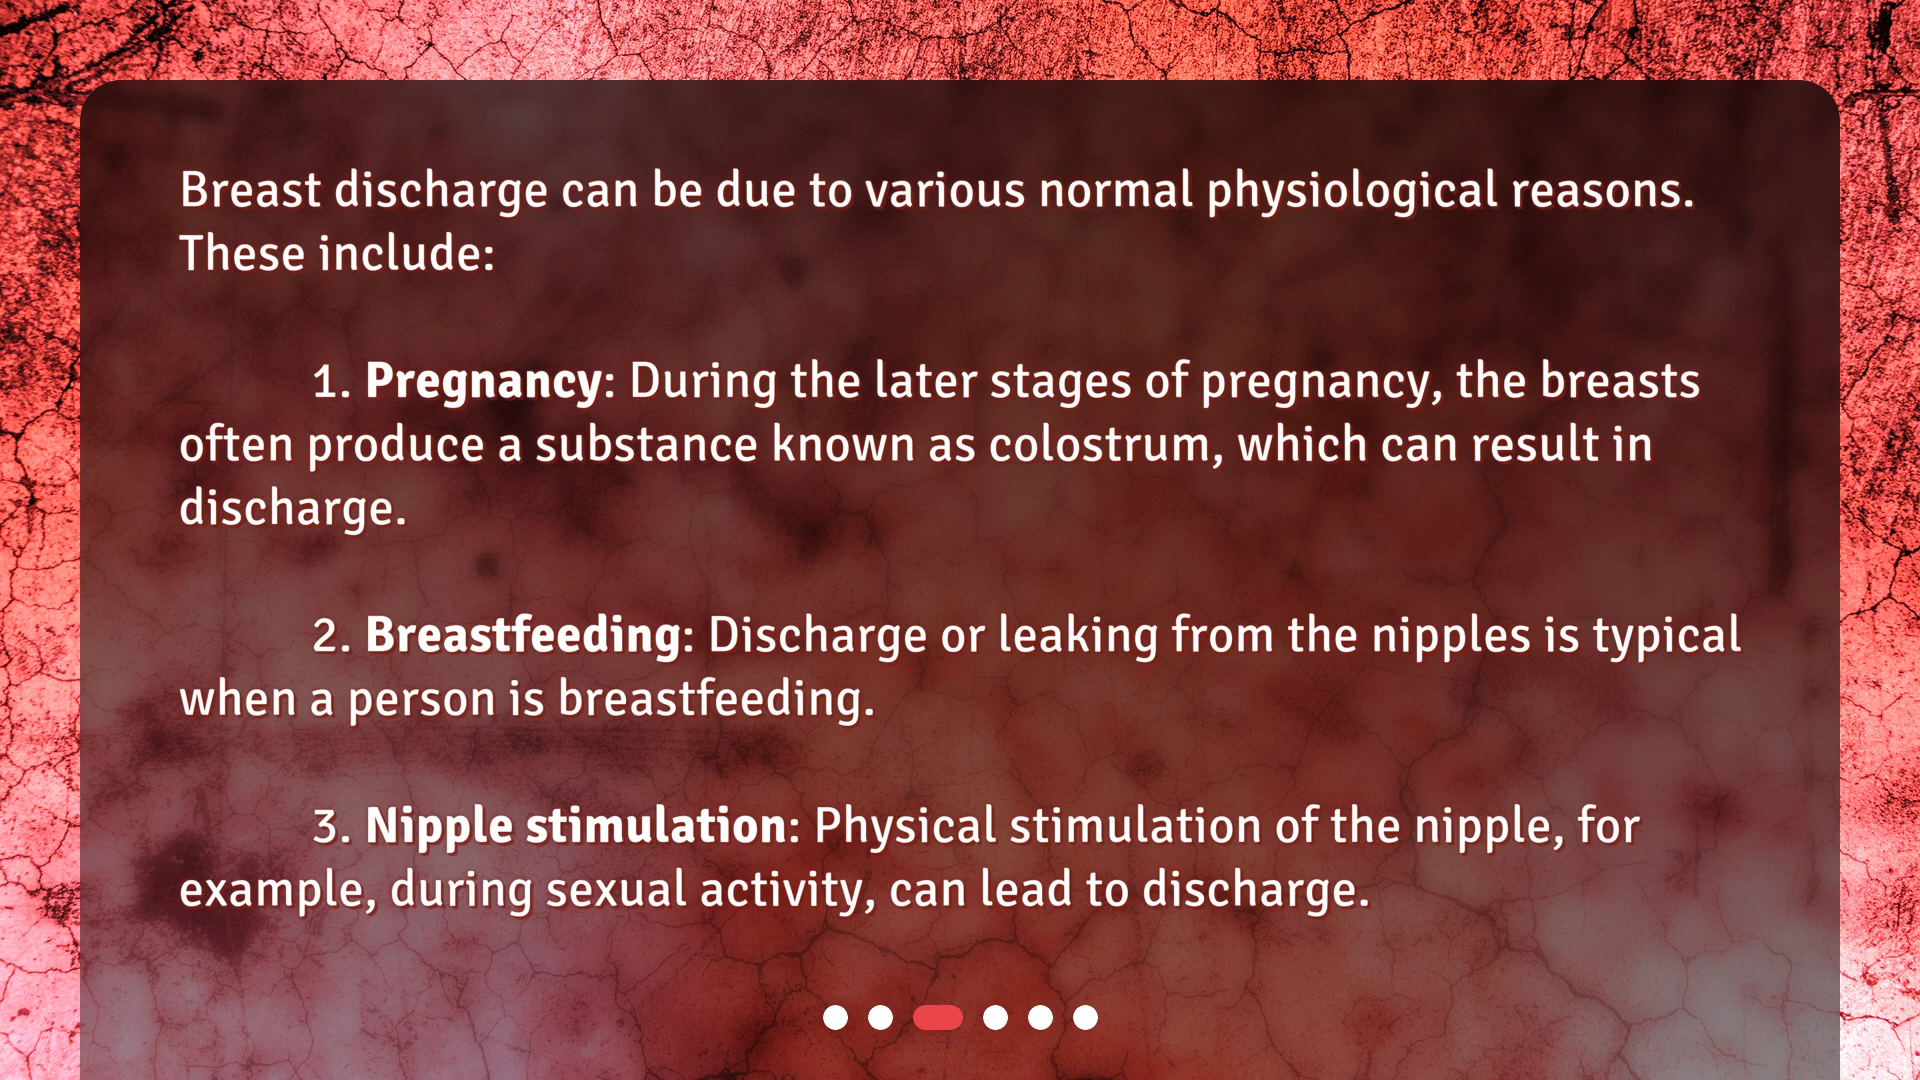 Breast discharge can be due to various normal physiological reasons.
These include:
1. Pregnancy: During the later stages of pregnancy, the breasts
often produce a substance known as colostrum, which can result in
discharge.
2. Breastfeeding: Discharge or leaking from the nipples is typical
when a person is breastfeeding.
3. Nipple stimulation: Physical stimulation of the nipple, for
example, during sexual activity, can lead to discharge.